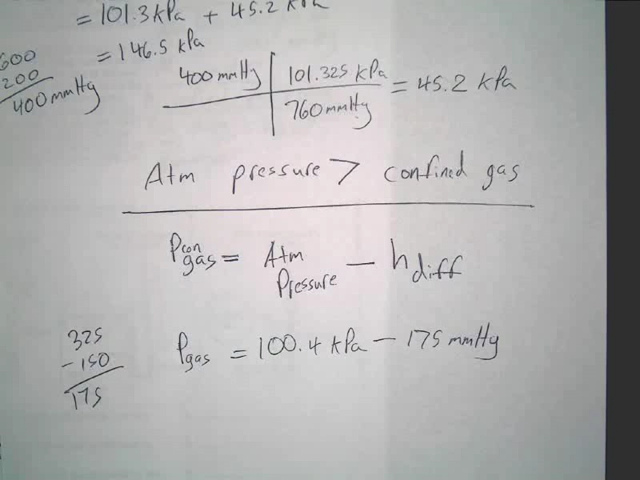 = 101.3 kPa + 45.2 kPa
= 146.5 kPa
600
200
400 mmHg
400 mmHg | 101.325 kPa
760 mmHg
= 45.2 kPa
Atm pressure > confined gas
Pcon gas = Atm Pressure - hdiff
325
-150
175
Pgas = 100.4 kPa - 175 mmHg